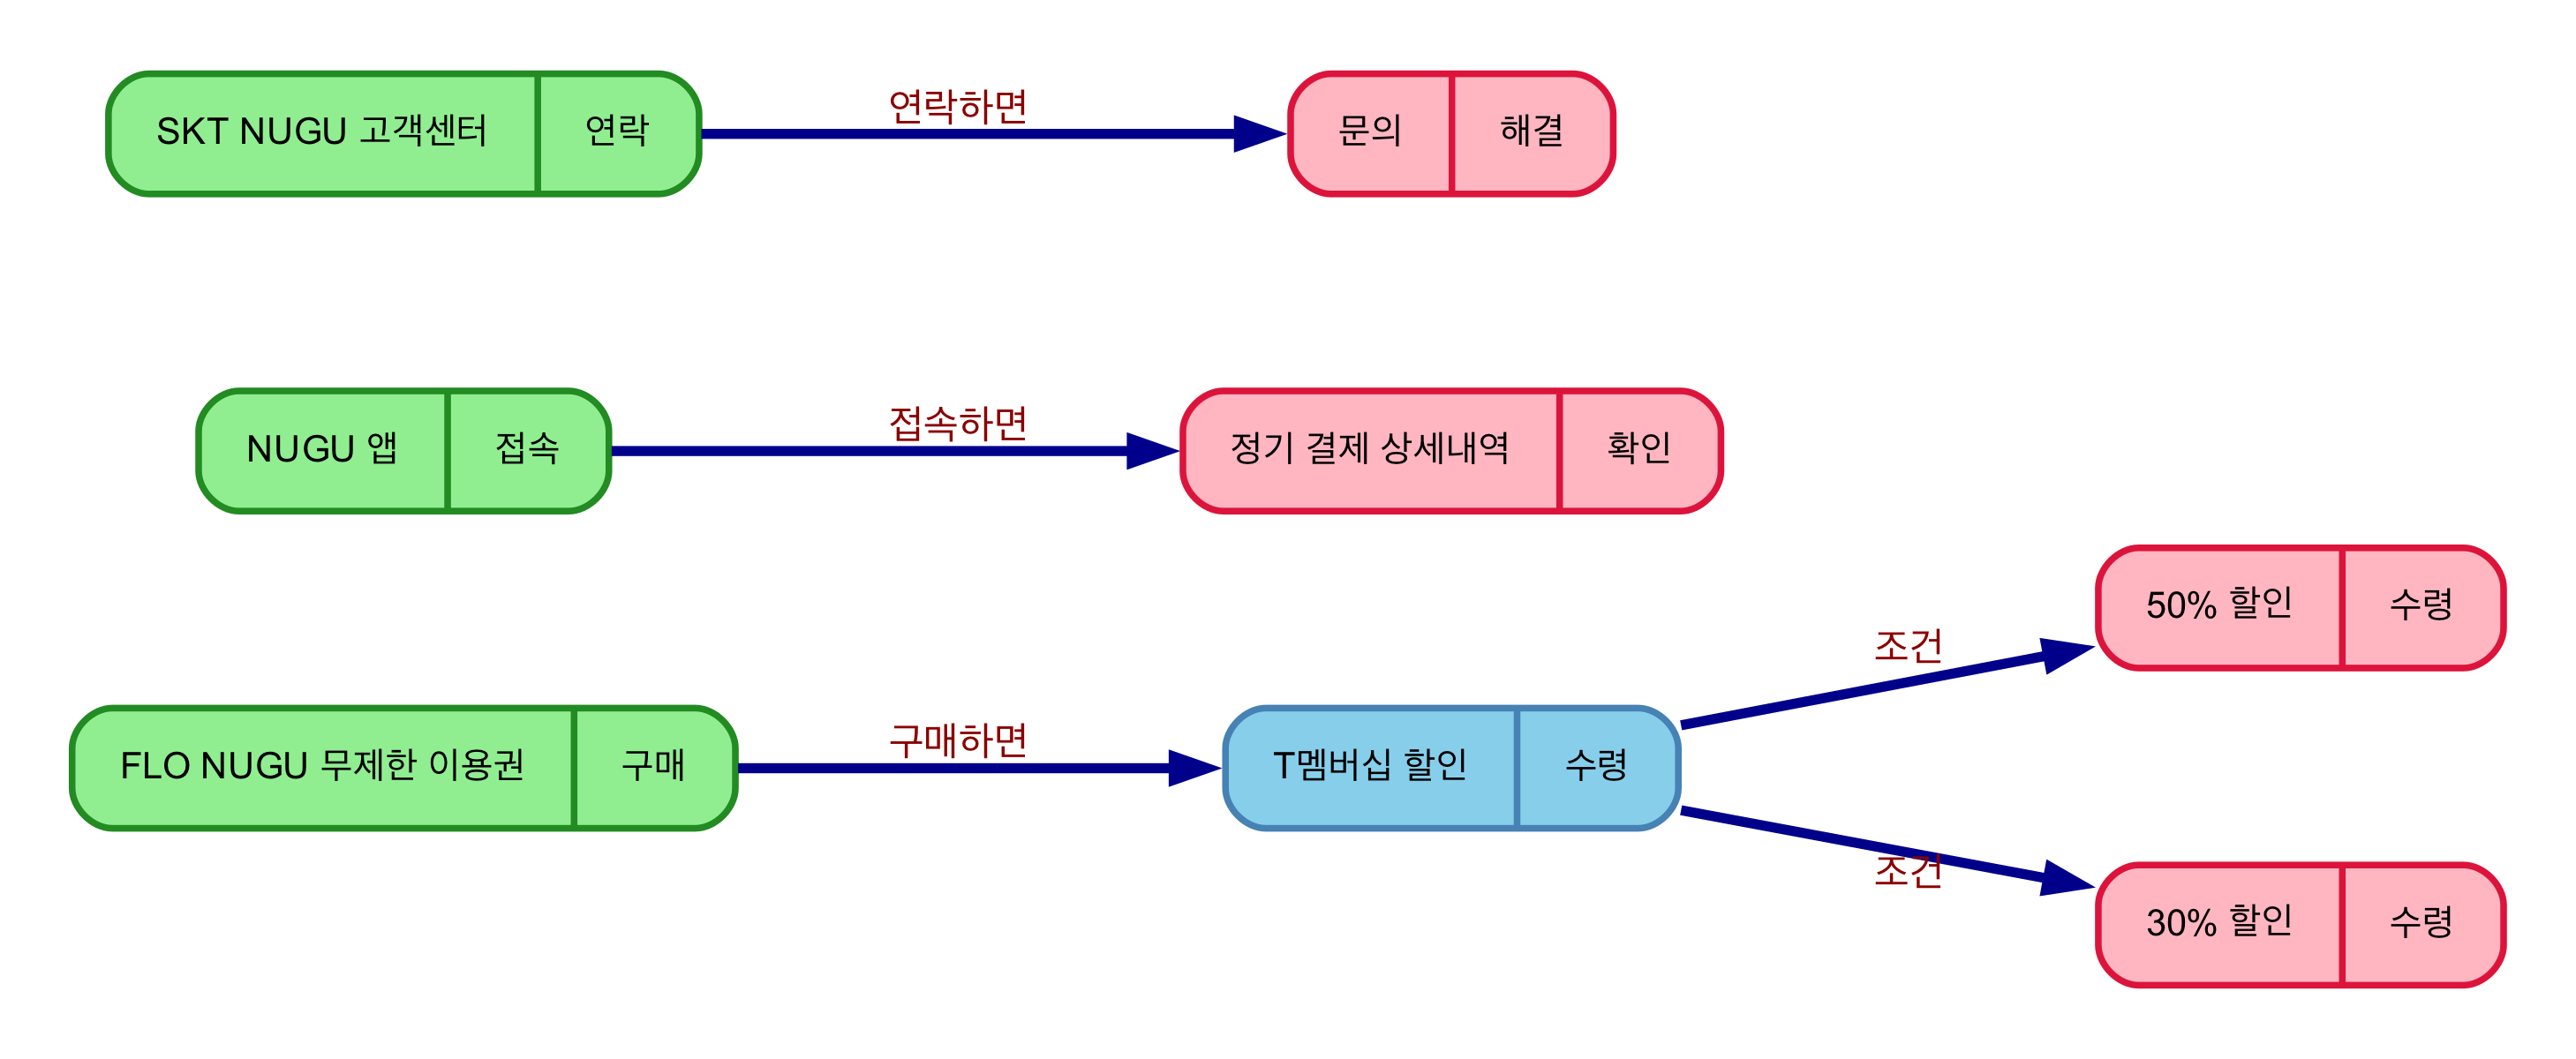 SKT NUGU 고객센터 연락 연락하면 문의 해결
NUGU 앱 접속 접속하면 정기 결제 상세내역 확인
50% 할인 수령
조건
FLO NUGU 무제한 이용권 구매 구매하면 T멤버십 할인 수령
조건
30% 할인 수령